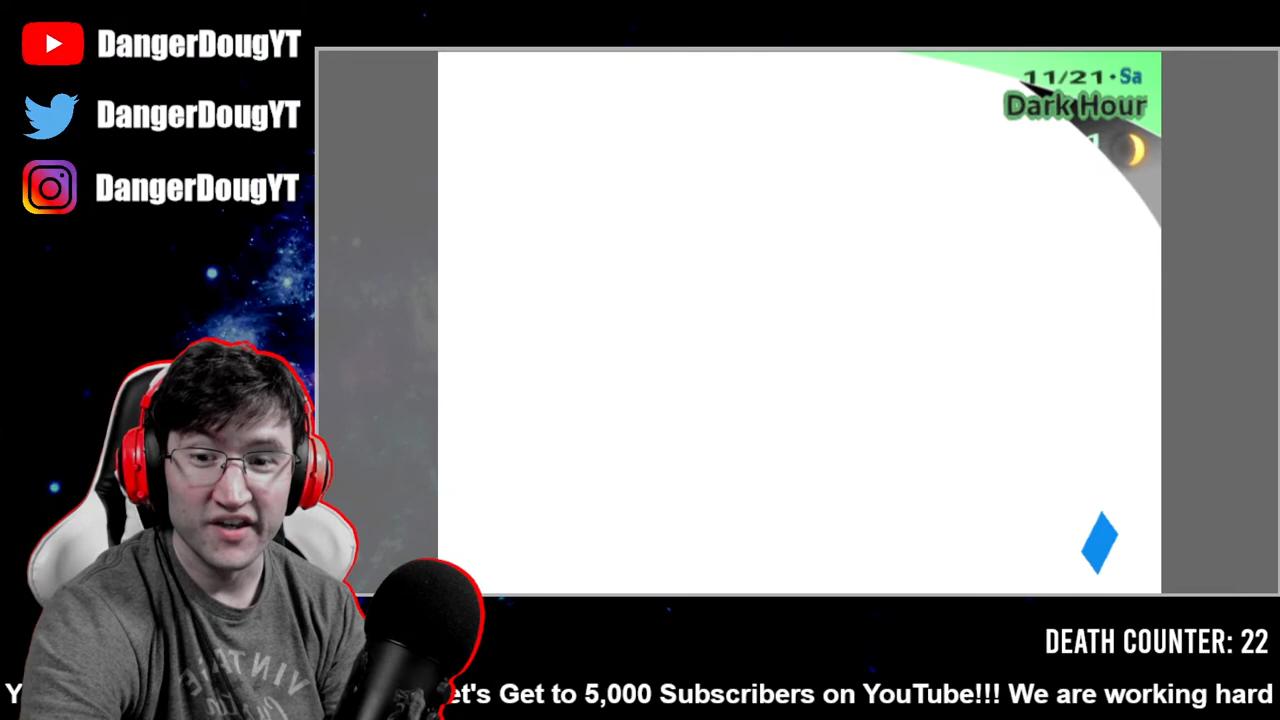 DangerDougYT
DangerDougYT
DangerDougYT
11/21 • Sa
Dark Hour
DEATH COUNTER: 22
et's Get to 5,000 Subscribers on YouTube!!! We are working hard